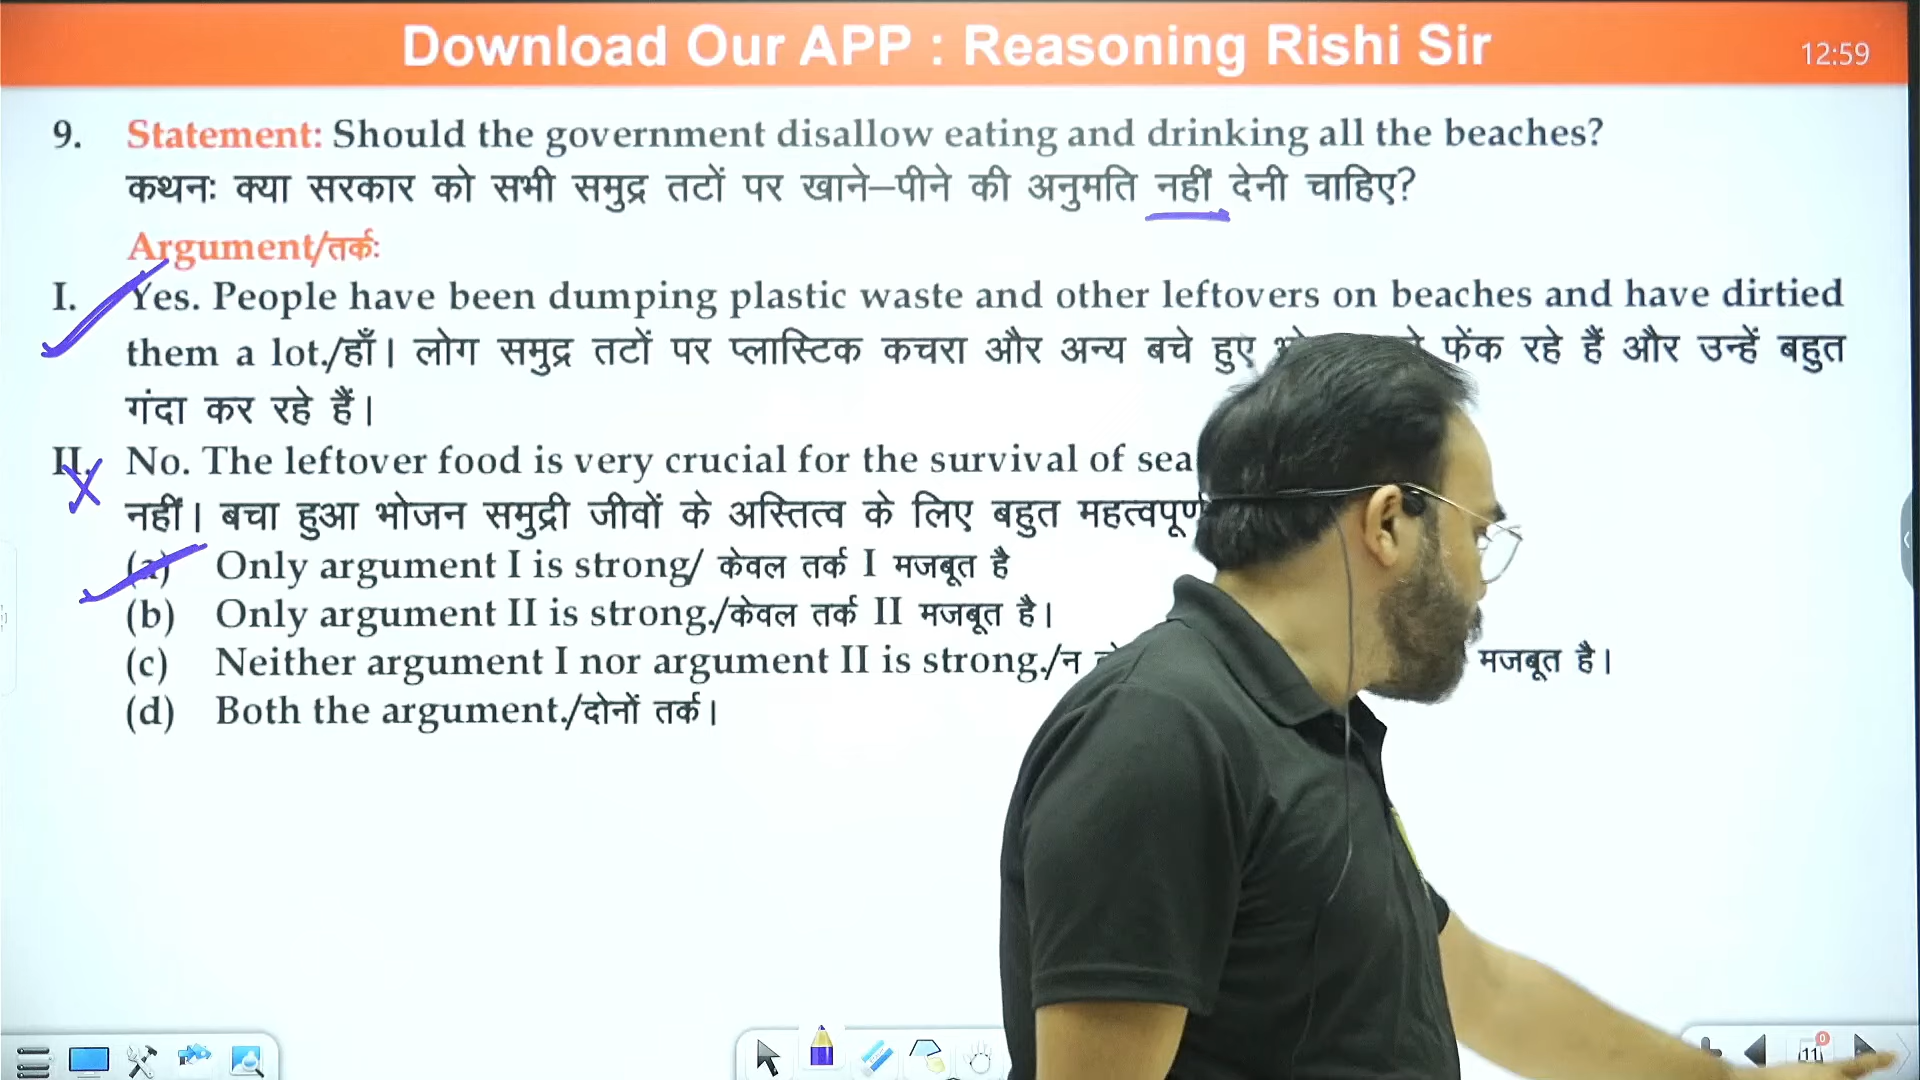 Download Our APP : Reasoning Rishi Sir
12:59
9. Statement: Should the government disallow eating and drinking all the beaches?
कथनः क्या सरकार को सभी समुद्र तटों पर खाने–पीने की अनुमति नहीं देनी चाहिए?
Argument/तर्कः
I. Yes. People have been dumping plastic waste and other leftovers on beaches and have dirtied
them a lot./हाँ। लोग समुद्र तटों पर प्लास्टिक कचरा और अन्य बचे हुए फेंक रहे हैं और उन्हें बहुत
गंदा कर रहे हैं।
II. No. The leftover food is very crucial for the survival of sea
नहीं। बचा हुआ भोजन समुद्री जीवों के अस्तित्व के लिए बहुत महत्वपूर्ण
(a) Only argument I is strong/ केवल तर्क I मजबूत है
(b) Only argument II is strong./केवल तर्क II मजबूत है।
(c) Neither argument I nor argument II is strong./न मजबूत है।
(d) Both the argument./दोनों तर्क।
11
0